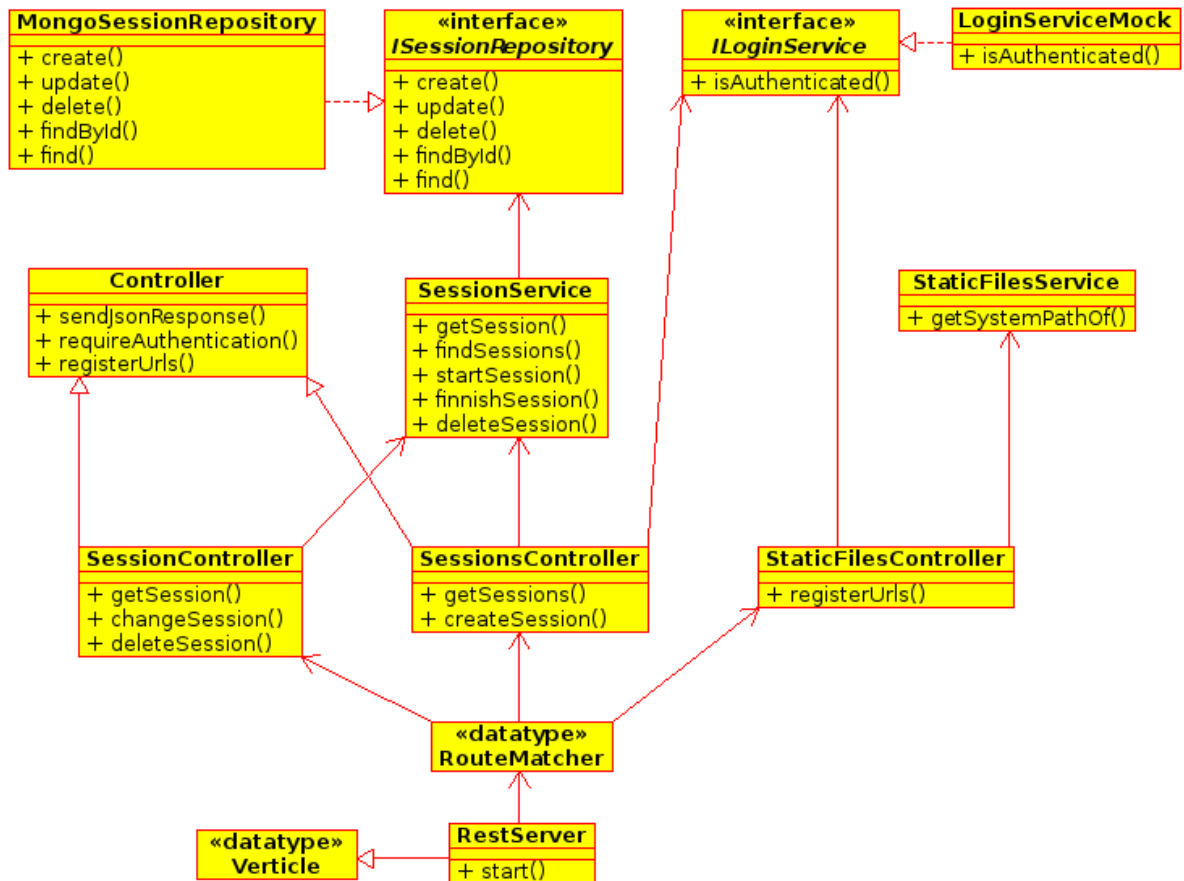 MongoSessionRepository
+ create()
+ update()
+ delete()
+ findById()
+ find()
«interface»
ISessionRepository
+ create()
+ update()
+ delete()
+ findById()
+ find()
«interface»
ILoginService
+ isAuthenticated()
LoginServiceMock
+ isAuthenticated()
Controller
+ sendJsonResponse()
+ requireAuthentication()
+ registerUrls()
SessionService
+ getSession()
+ findSessions()
+ startSession()
+ finnishSession()
+ deleteSession()
StaticFilesService
+ getSystemPathOf()
SessionController
+ getSession()
+ changeSession()
+ deleteSession()
SessionsController
+ getSessions()
+ createSession()
StaticFilesController
+ registerUrls()
«datatype»
RouteMatcher
«datatype»
Verticle
RestServer
+ start()